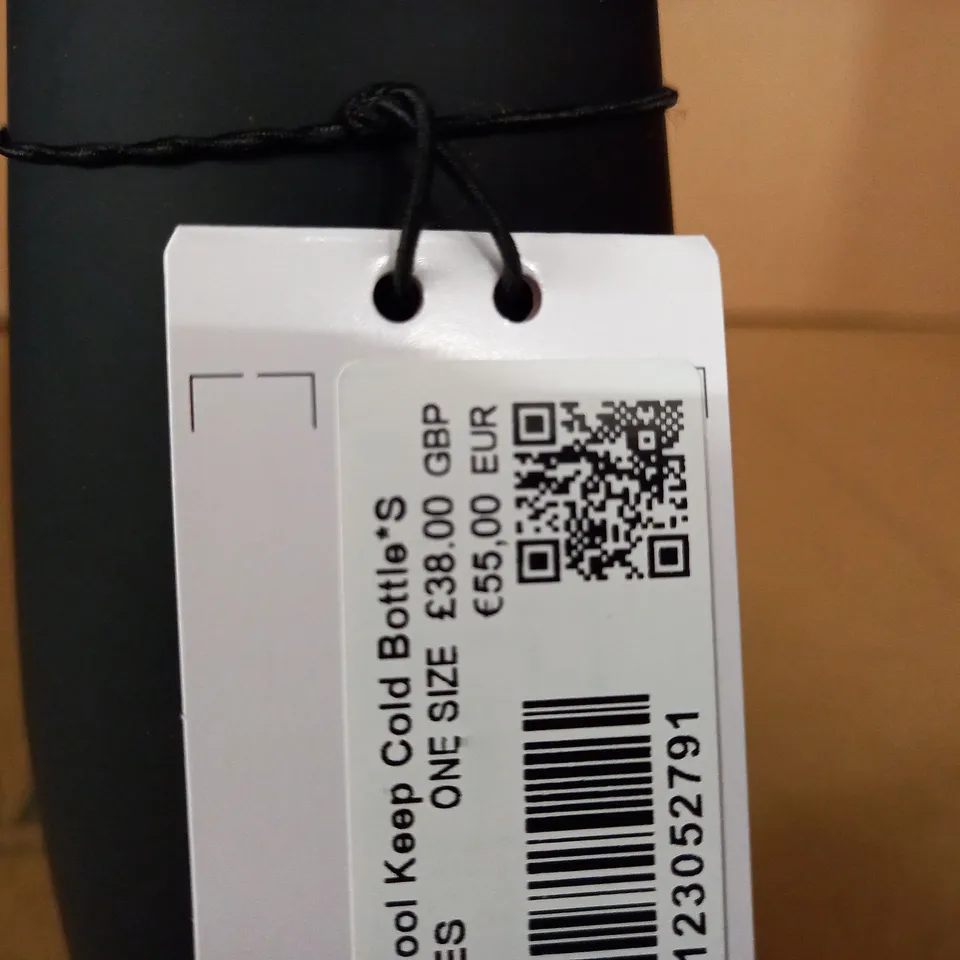 ool Keep Cold Bottle*S
ES ONE SIZE £38.00 GBP
€55,00 EUR
123052791